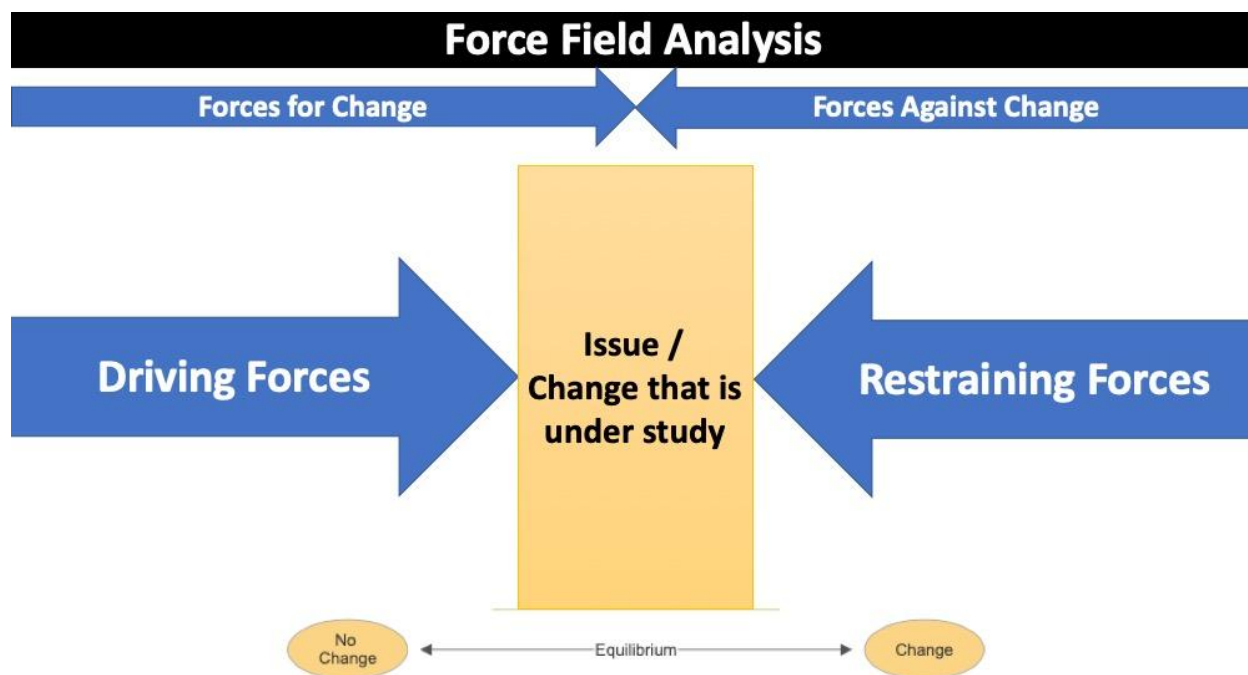 Force Field Analysis
Forces for Change
Forces Against Change
Driving Forces
Issue /
Change that is
under study
Restraining Forces
No
Change
Equilibrium
Change